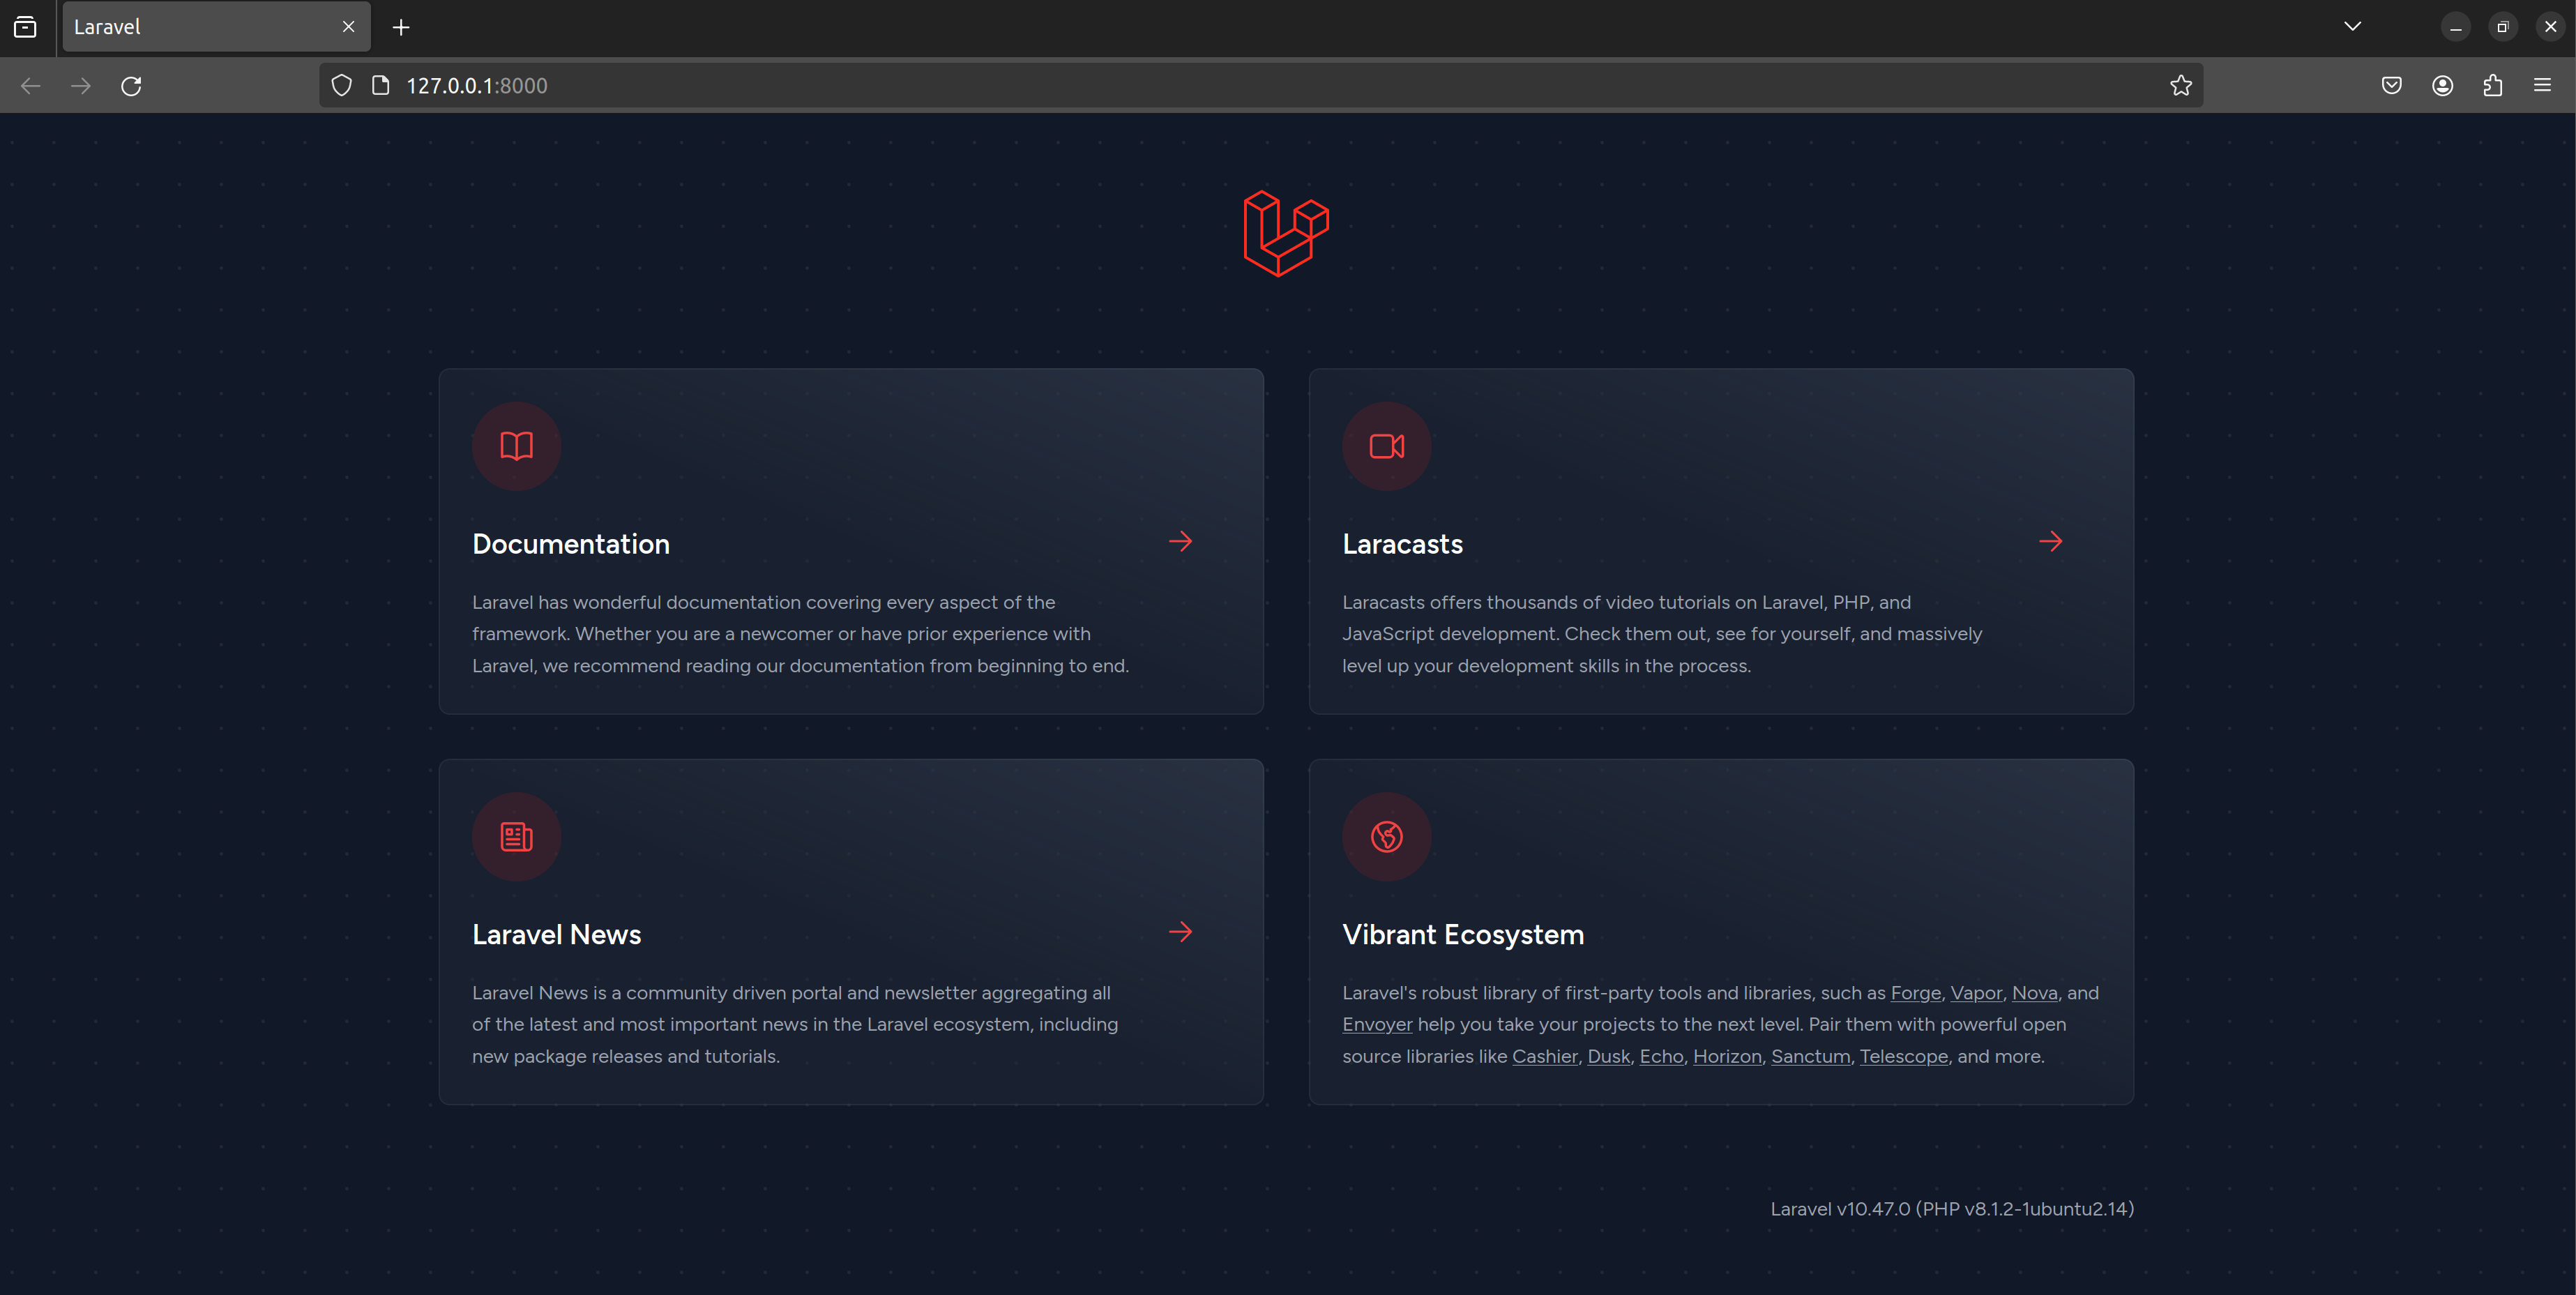 Laravel
127.0.0.1:8000
Documentation
Laravel has wonderful documentation covering every aspect of the
framework. Whether you are a newcomer or have prior experience with
Laravel, we recommend reading our documentation from beginning to end.
Laracasts
Laracasts offers thousands of video tutorials on Laravel, PHP, and
JavaScript development. Check them out, see for yourself, and massively
level up your development skills in the process.
Laravel News
Laravel News is a community driven portal and newsletter aggregating all
of the latest and most important news in the Laravel ecosystem, including
new package releases and tutorials.
Vibrant Ecosystem
Laravel's robust library of first-party tools and libraries, such as Forge, Vapor, Nova, and
Envoyer help you take your projects to the next level. Pair them with powerful open
source libraries like Cashier, Dusk, Echo, Horizon, Sanctum, Telescope, and more.
Laravel v10.47.0 (PHP v8.1.2-1ubuntu2.14)